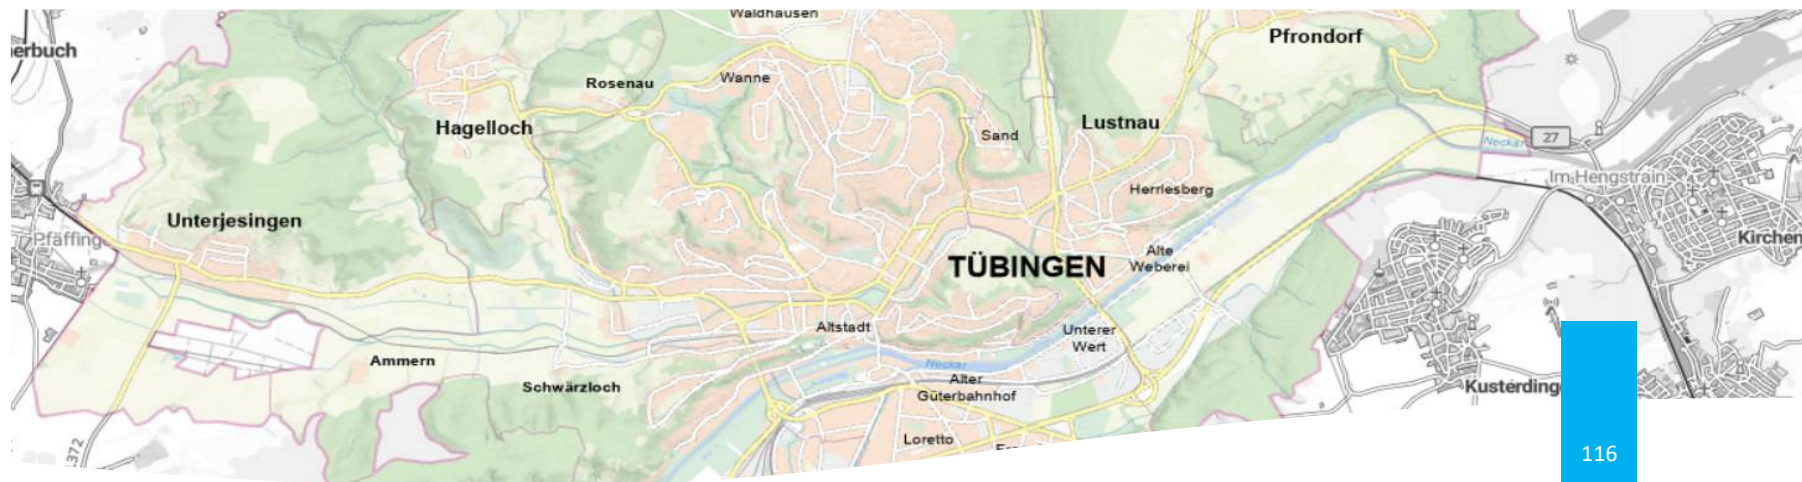 Waldhausen
Pfrondorf
erbuch
Wanne
Rosenau
Hagelloch
Sand
Lustnau
27
Neckar
Im Hengstrain
Herrlesberg
Unterjesingen
Pfäffing
Kirchen
Alte
Weberei
TÜBINGEN
Altstadt
Unterer
Wert
Ammern
Neckar
Schwärzloch
Alter
Güterbahnhof
Kusterding
Loretto
1372
116